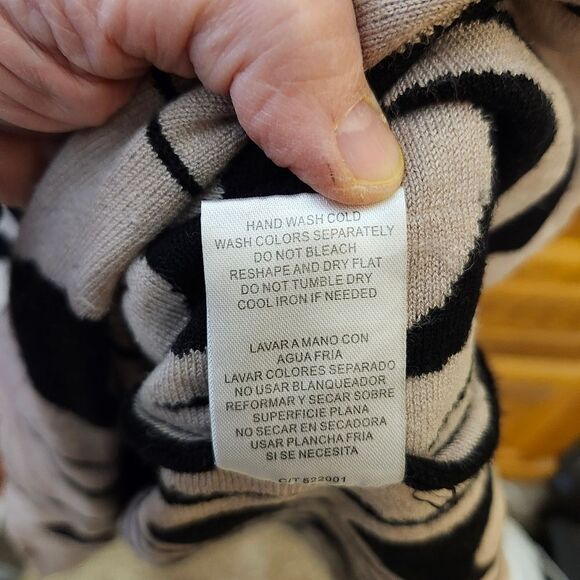 HAND WASH COLD
WASH COLORS SEPARATELY
DO NOT BLEACH
RESHAPE AND DRY FLAT
DO NOT TUMBLE DRY
COOL IRON IF NEEDED
LAVAR A MANO CON
AGUA FRIA
LAVAR COLORES SEPARADO
NO USAR BLANQUEADOR
REFORMAR Y SECAR SOBRE
SUPERFICIE PLANA
NO SECAR EN SECADORA
USAR PLANCHA FRIA
SI SE NECESITA
C/T 522001